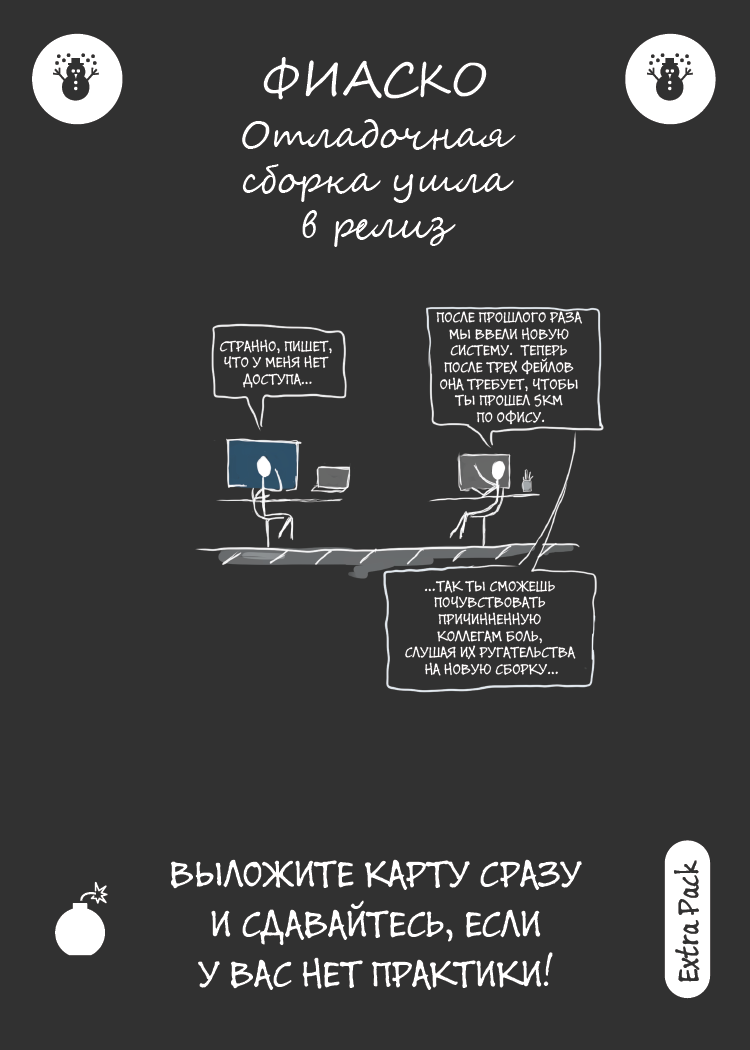 ФИАСКО
Отладочная
сборка ушла
в релиз
СТРАННО, ПИШЕТ,
ЧТО У МЕНЯ НЕТ
ДОСТУПА...
ПОСЛЕ ПРОШЛОГО РАЗА
МЫ ВВЕЛИ НОВУЮ
СИСТЕМУ. ТЕПЕРЬ
ПОСЛЕ ТРЕХ ФЕЙЛОВ
ОНА ТРЕБУЕТ, ЧТОБЫ
ТЫ ПРОШЕЛ 5КМ
ПО ОФИСУ.
...ТАК ТЫ СМОЖЕШЬ
ПОЧУВСТВОВАТЬ
ПРИЧИННЕННУЮ
КОЛЛЕГАМ БОЛЬ,
СЛУШАЯ ИХ РУГАТЕЛЬСТВА
НА НОВУЮ СБОРКУ...
ВЫЛОЖИТЕ КАРТУ СРАЗУ
И СДАВАЙТЕСЬ, ЕСЛИ
У ВАС НЕТ ПРАКТИКИ!
Extra Pack